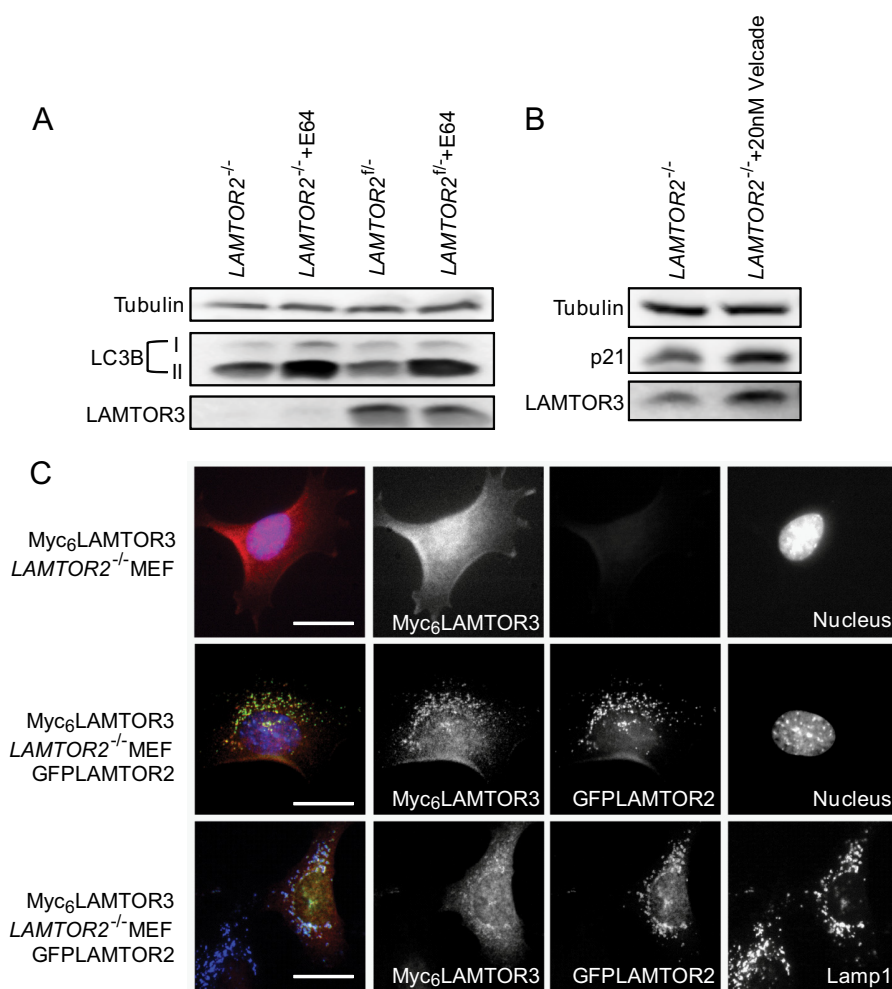 A
LAMTOR2-/-
LAMTOR2-/-+E64
LAMTOR2f/-
LAMTOR2f/-+E64
Tubulin
LC3B
I
II
LAMTOR3
B
LAMTOR2-/-
LAMTOR2-/-+20nM Velcade
Tubulin
p21
LAMTOR3
C
Myc6LAMTOR3
LAMTOR2-/-MEF
Myc6LAMTOR3
Nucleus
Myc6LAMTOR3
LAMTOR2-/-MEF
GFPLAMTOR2
Myc6LAMTOR3
GFPLAMTOR2
Nucleus
Myc6LAMTOR3
LAMTOR2-/-MEF
GFPLAMTOR2
Myc6LAMTOR3
GFPLAMTOR2
Lamp1